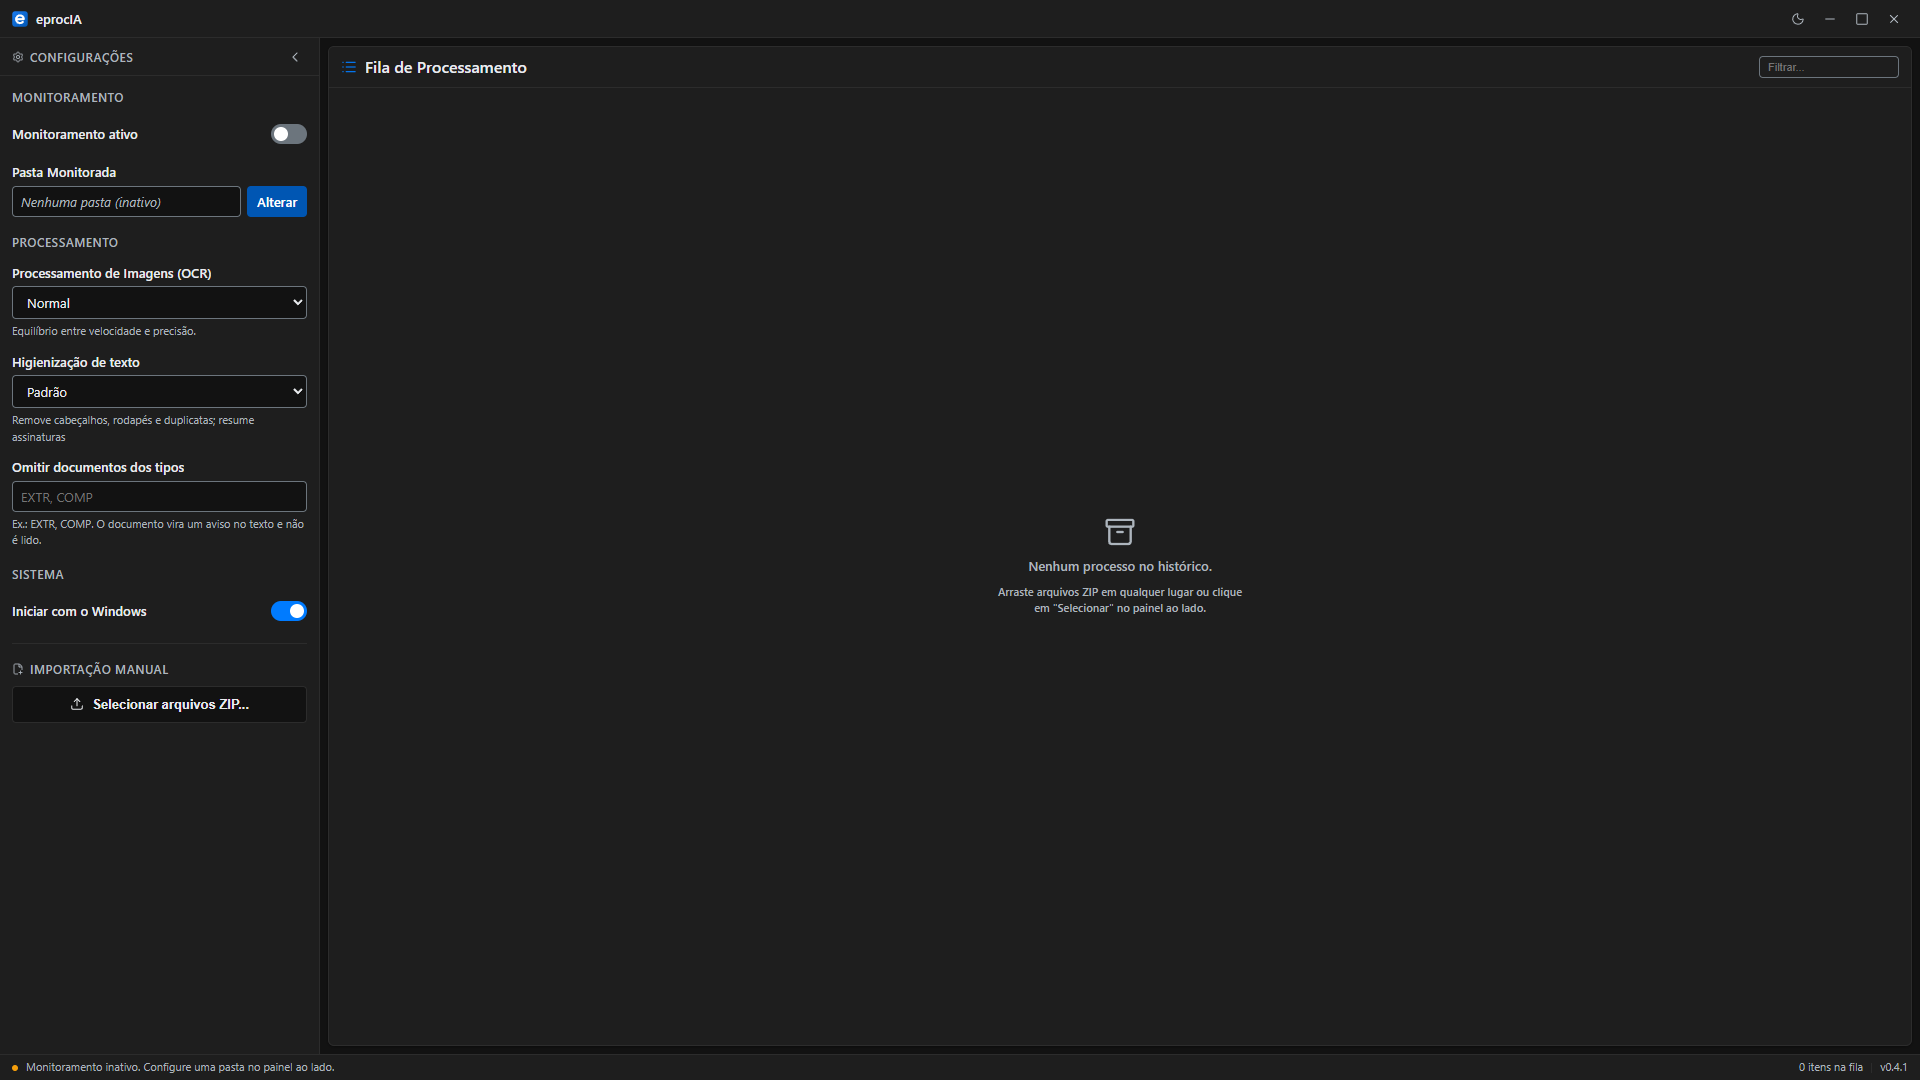 eprocIA
CONFIGURAÇÕES
MONITORAMENTO
Monitoramento ativo
Pasta Monitorada
Nenhuma pasta (inativo)
Alterar
PROCESSAMENTO
Processamento de Imagens (OCR)
Normal
Equilíbrio entre velocidade e precisão.
Higienização de texto
Padrão
Remove cabeçalhos, rodapés e duplicatas; resume
assinaturas
Omitir documentos dos tipos
EXTR, COMP
Ex.: EXTR, COMP. O documento vira um aviso no texto e não
é lido.
SISTEMA
Iniciar com o Windows
IMPORTAÇÃO MANUAL
Selecionar arquivos ZIP...
Fila de Processamento
Filtrar...
Nenhum processo no histórico.
Arraste arquivos ZIP em qualquer lugar ou clique
em "Selecionar" no painel ao lado.
Monitoramento inativo. Configure uma pasta no painel ao lado.
0 itens na fila
v0.4.1